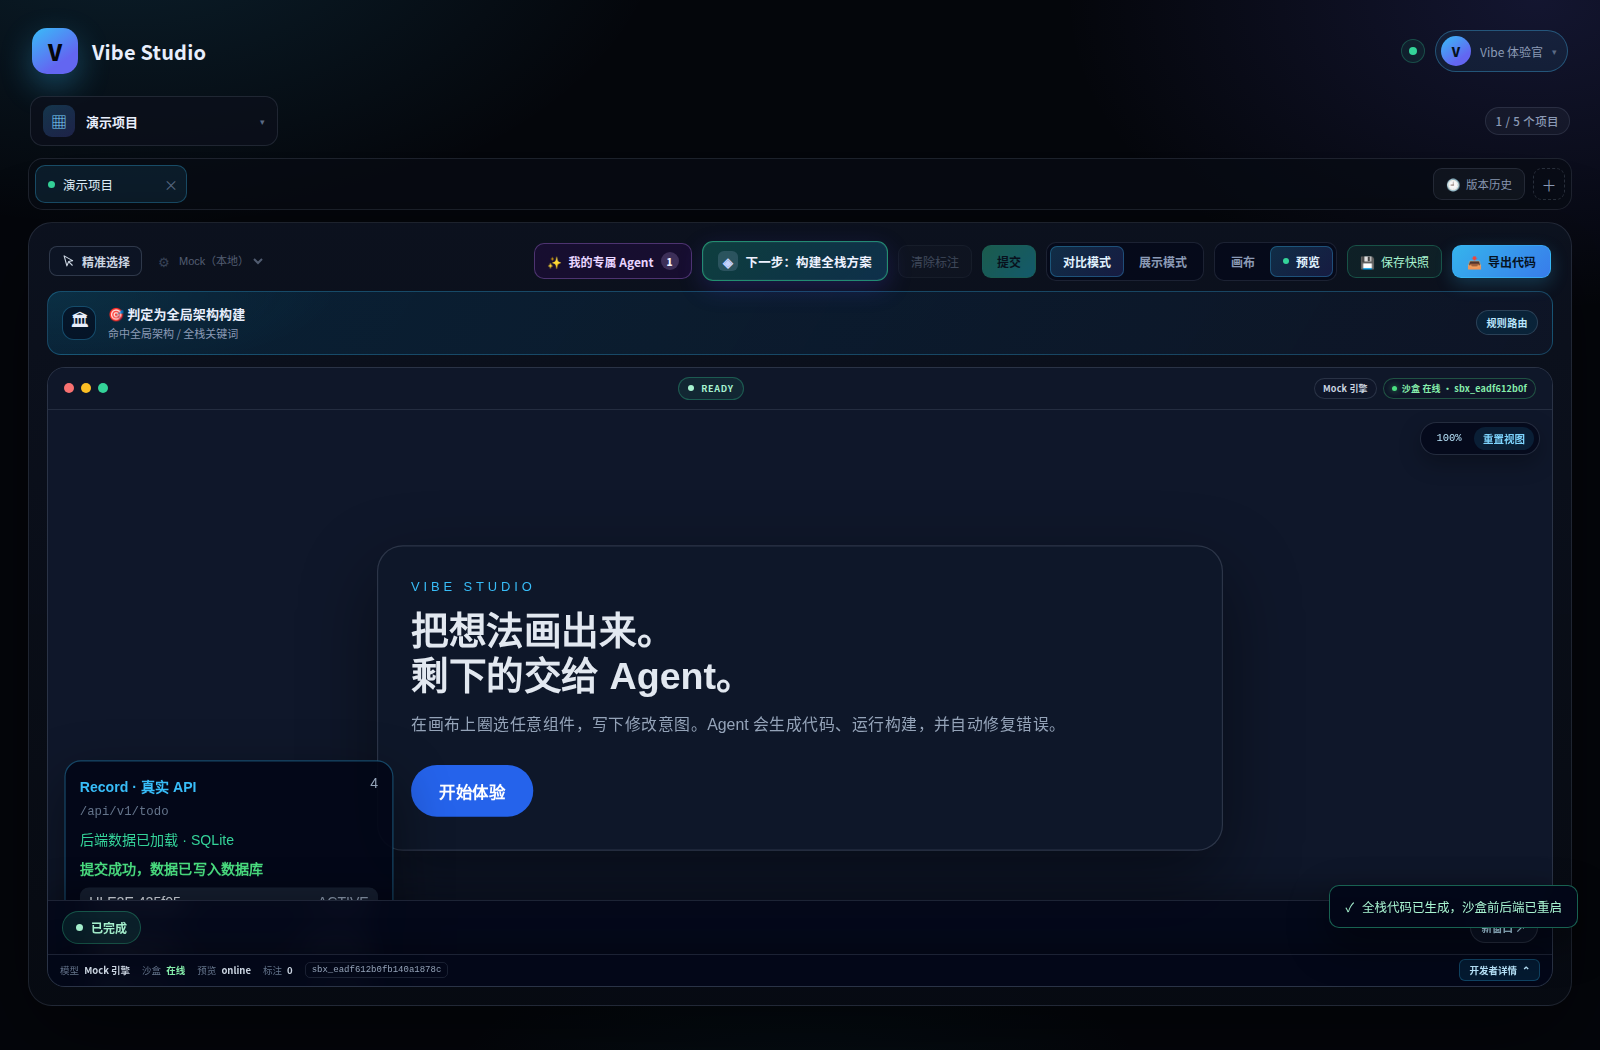 V
Vibe Studio
V
Vibe 体验官
演示项目
1 / 5 个项目
演示项目
版本历史
精准选择
Mock（本地）
我的专属 Agent 1
下一步：构建全栈方案
清除标注
提交
对比模式
展示模式
画布
预览
保存快照
导出代码
判定为全局架构构建
命中全局架构 / 全栈关键词
规则路由
READY
Mock 引擎
沙盒 在线 · sbx_eadf612b0f
100%
重置视图
VIBE STUDIO
把想法画出来。
剩下的交给 Agent。
在画布上圈选任意组件，写下修改意图。Agent 会生成代码、运行构建，并自动修复错误。
开始体验
Record · 真实 API
4
/api/v1/todo
后端数据已加载 · SQLite
提交成功，数据已写入数据库
ACTIVE
已完成
✓ 全栈代码已生成，沙盒前后端已重启
新窗口 ↗
模型 Mock 引擎
沙盒 在线
预览 online
标注 0
sbx_eadf612b0fb140a1878c
开发者详情